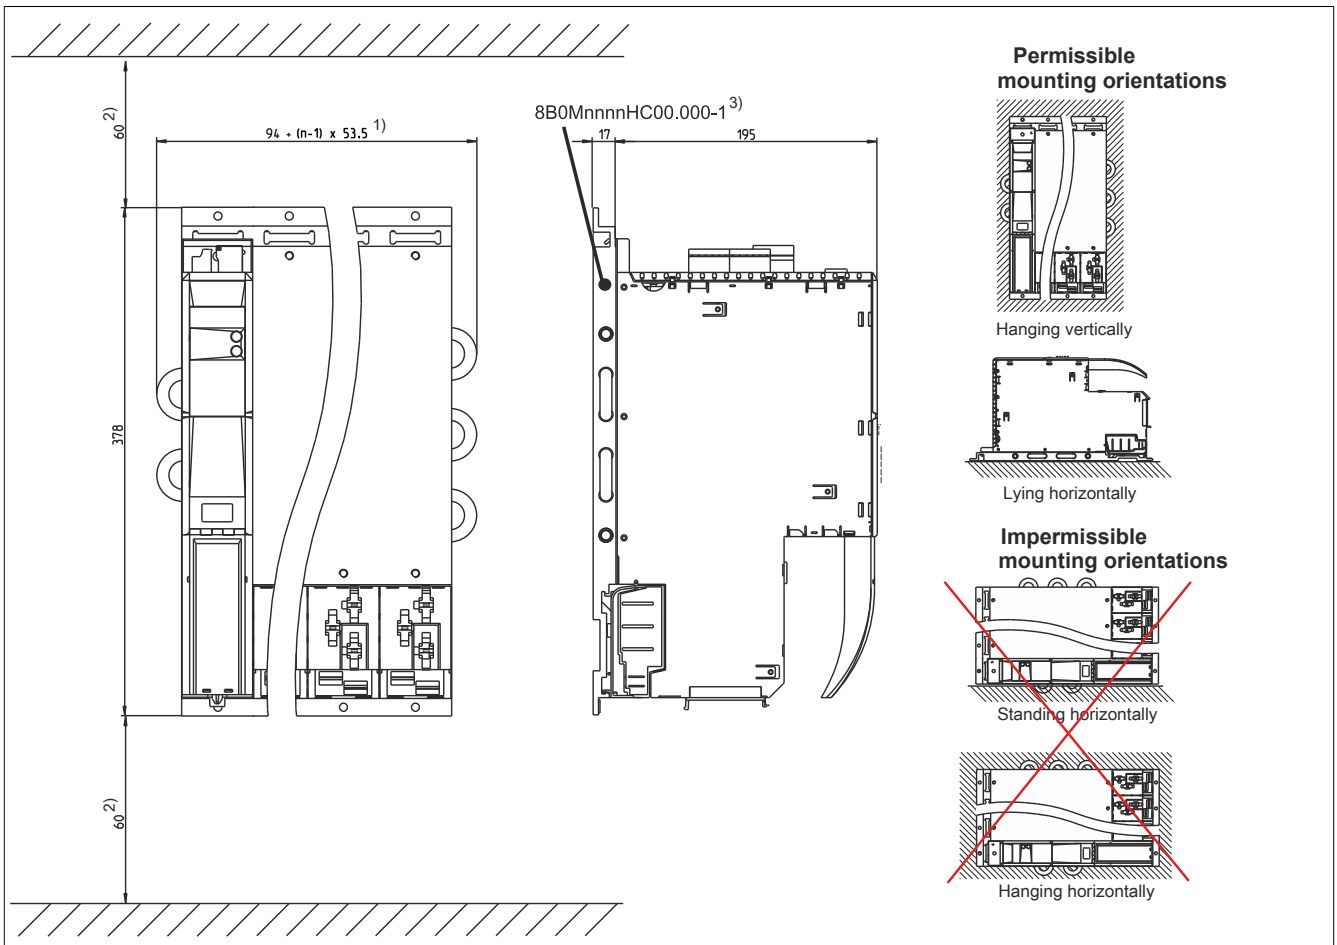 60 2)
94 + (n-1) x 53.5 1)
8B0MnnnnHC00.000-1 3)
17
195
378
60 2)
Permissible
mounting orientations
Hanging vertically
Lying horizontally
Impermissible
mounting orientations
Standing horizontally
Hanging horizontally